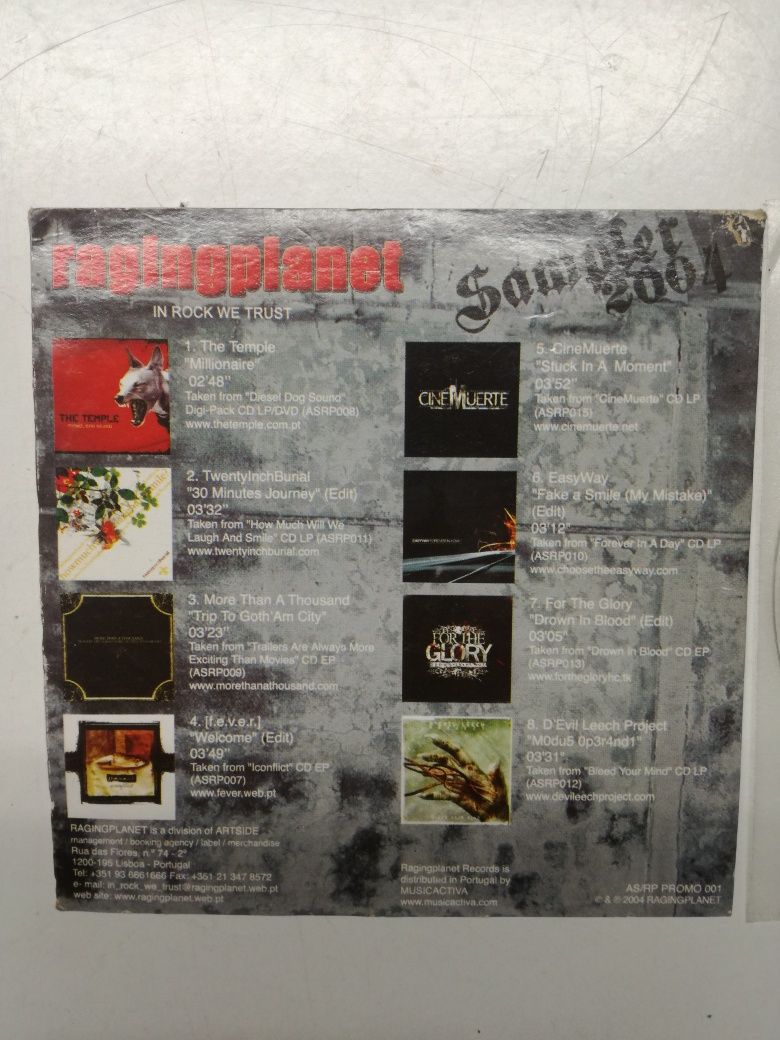 ragingplanet
IN ROCK WE TRUST
Sampler
2004
THE TEMPLE
1. The Temple
"Millionaire"
02'48"
Taken from "Diesel Dog Sound"
Digi-Pack CD LP/DVD (ASRP008)
www.thetemple.com.pt
2. TwentyInchBurial
"30 Minutes Journey" (Edit)
03'32"
Taken from "How Much Will We
Laugh And Smile" CD LP (ASRP011)
www.twentyinchburial.com
3. More Than A Thousand
"Trip To Goth'Am City"
03'23"
Taken from "Trailers Are Always More
Exciting Than Movies" CD EP
(ASRP009)
www.morethanathousand.com
4. [f.e.v.e.r.]
"Welcome" (Edit)
03'49"
Taken from "Iconflict" CD EP
(ASRP007)
www.fever.web.pt
RAGINGPLANET is a division of ARTSIDE
management / booking agency / label / merchandise
Rua das Flores, n.º 74 - 2º
1200-195 Lisboa - Portugal
Tel: +351 93 6661666 Fax: +351 21 347 8572
e- mail: in_rock_we_trust@ragingplanet.web.pt
web site: www.ragingplanet.web.pt
CINEMUERTE
5. CineMuerte
"Stuck In A Moment"
03'52"
Taken from "CineMuerte" CD LP
(ASRP015)
www.cinemuerte.net
6. EasyWay
"Fake a Smile (My Mistake)"
(Edit)
03'12"
Taken from "Forever In A Day" CD LP
(ASRP010)
www.choosetheeasyway.com
FOR THE
GLORY
7. For The Glory
"Drown In Blood" (Edit)
03'05"
Taken from "Drown In Blood" CD EP
(ASRP013)
www.forthegloryhc.tk
8. D'Evil Leech Project
"M0du5 0p3r4nd1"
03'31"
Taken from "Bleed Your Mind" CD LP
(ASRP012)
www.devileechproject.com
Ragingplanet Records is
distributed in Portugal by
MUSICACTIVA
www.musicactiva.com
AS/RP PROMO 001
© & ℗ 2004 RAGINGPLANET